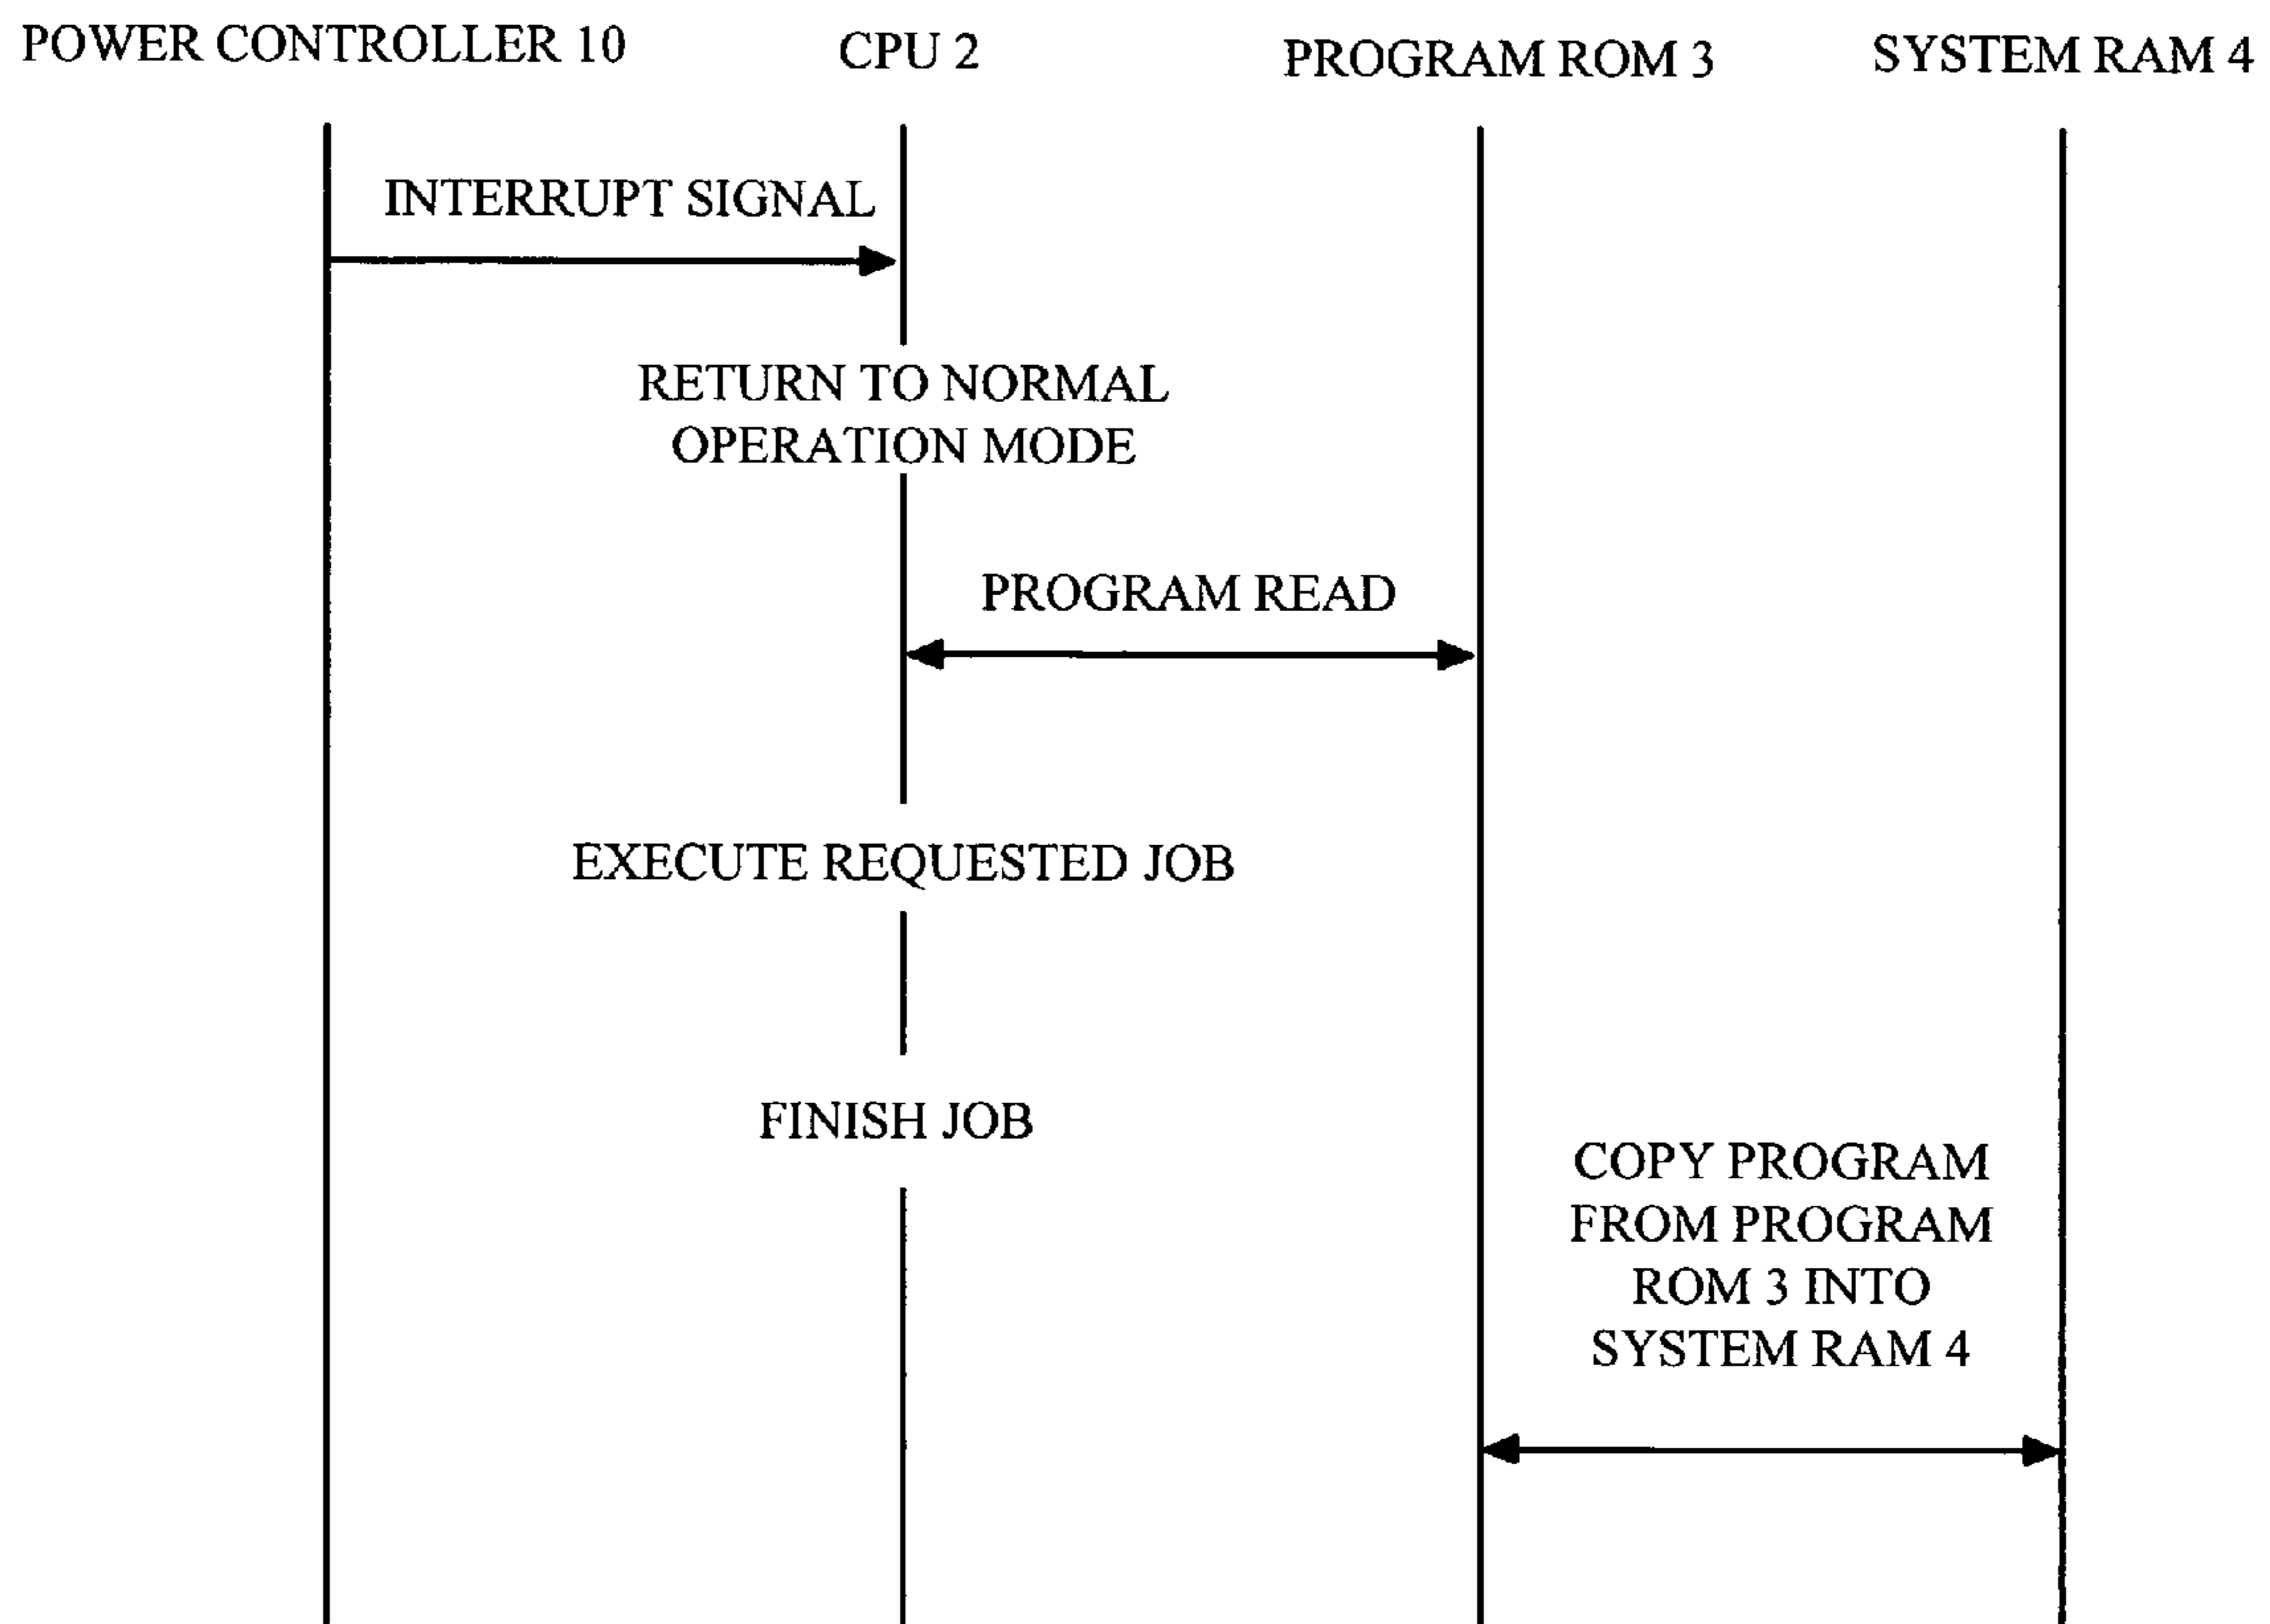 POWER CONTROLLER 10
CPU 2
PROGRAM ROM 3
SYSTEM RAM 4
INTERRUPT SIGNAL
RETURN TO NORMAL
OPERATION MODE
PROGRAM READ
EXECUTE REQUESTED JOB
FINISH JOB
COPY PROGRAM
FROM PROGRAM
ROM 3 INTO
SYSTEM RAM 4